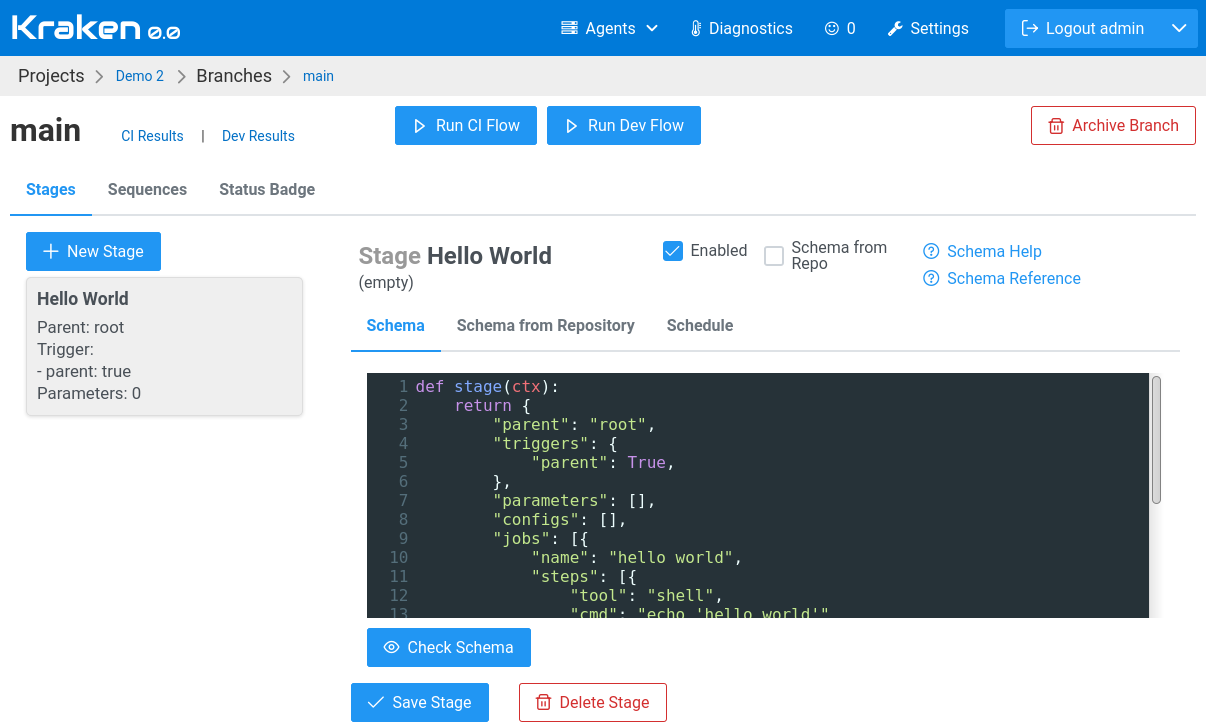 Kraken 0.0
Agents
Diagnostics
0
Settings
Logout admin
Projects > Demo 2 > Branches > main
main
CI Results | Dev Results
Run CI Flow
Run Dev Flow
Archive Branch
Stages
Sequences
Status Badge
New Stage
Hello World
Parent: root
Trigger:
- parent: true
Parameters: 0
Stage Hello World
(empty)
Enabled
Schema from
Repo
Schema Help
Schema Reference
Schema
Schema from Repository
Schedule
1 def stage(ctx):
2     return {
3         "parent": "root",
4         "triggers": {
5             "parent": True,
6         },
7         "parameters": [],
8         "configs": [],
9         "jobs": [{
10             "name": "hello world",
11             "steps": [{
12                 "tool": "shell",
13                 "cmd": "echo 'hello world'"
Check Schema
Save Stage
Delete Stage